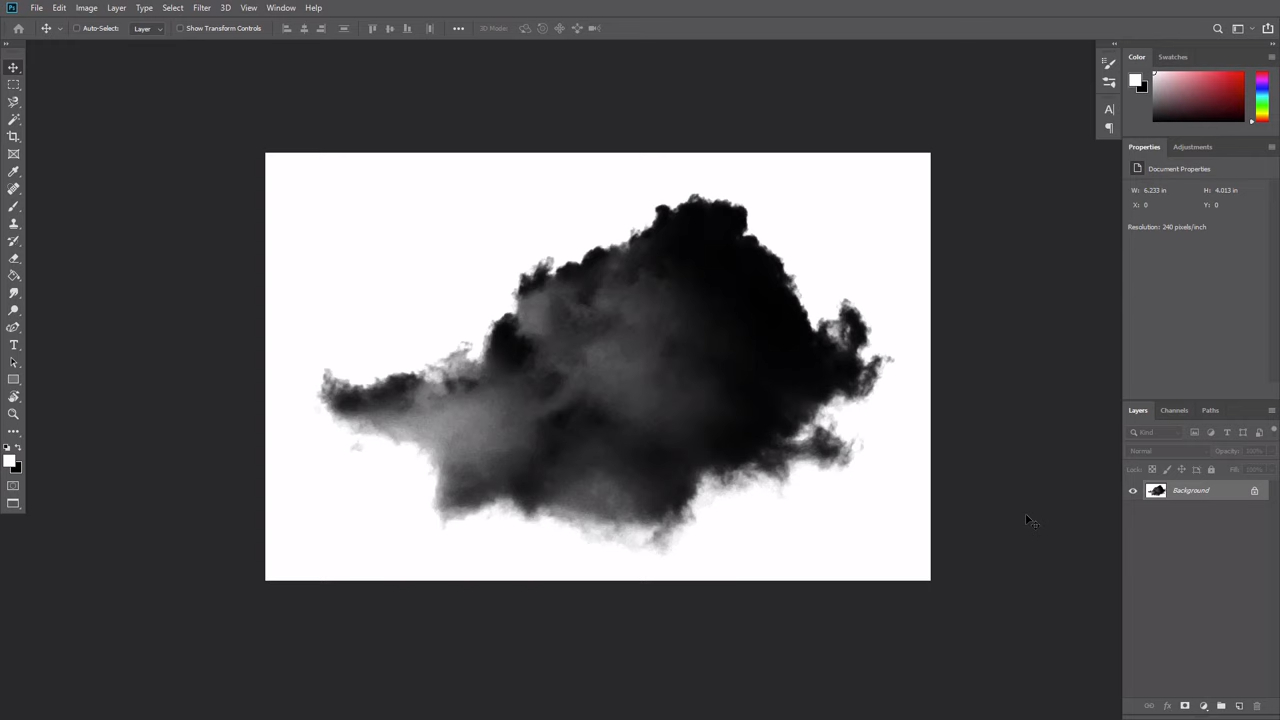 Ps File Edit Image Layer Type Select Filter 3D View Window Help
Auto-Select: Layer Show Transform Controls 3D Mode:
Color Swatches
Properties Adjustments
Document Properties
W: 6.233 in H: 4.013 in
X: 0 Y: 0
Resolution: 240 pixels/inch
Layers Channels Paths
Kind
Normal Opacity: 100%
Lock: Fill: 100%
Background